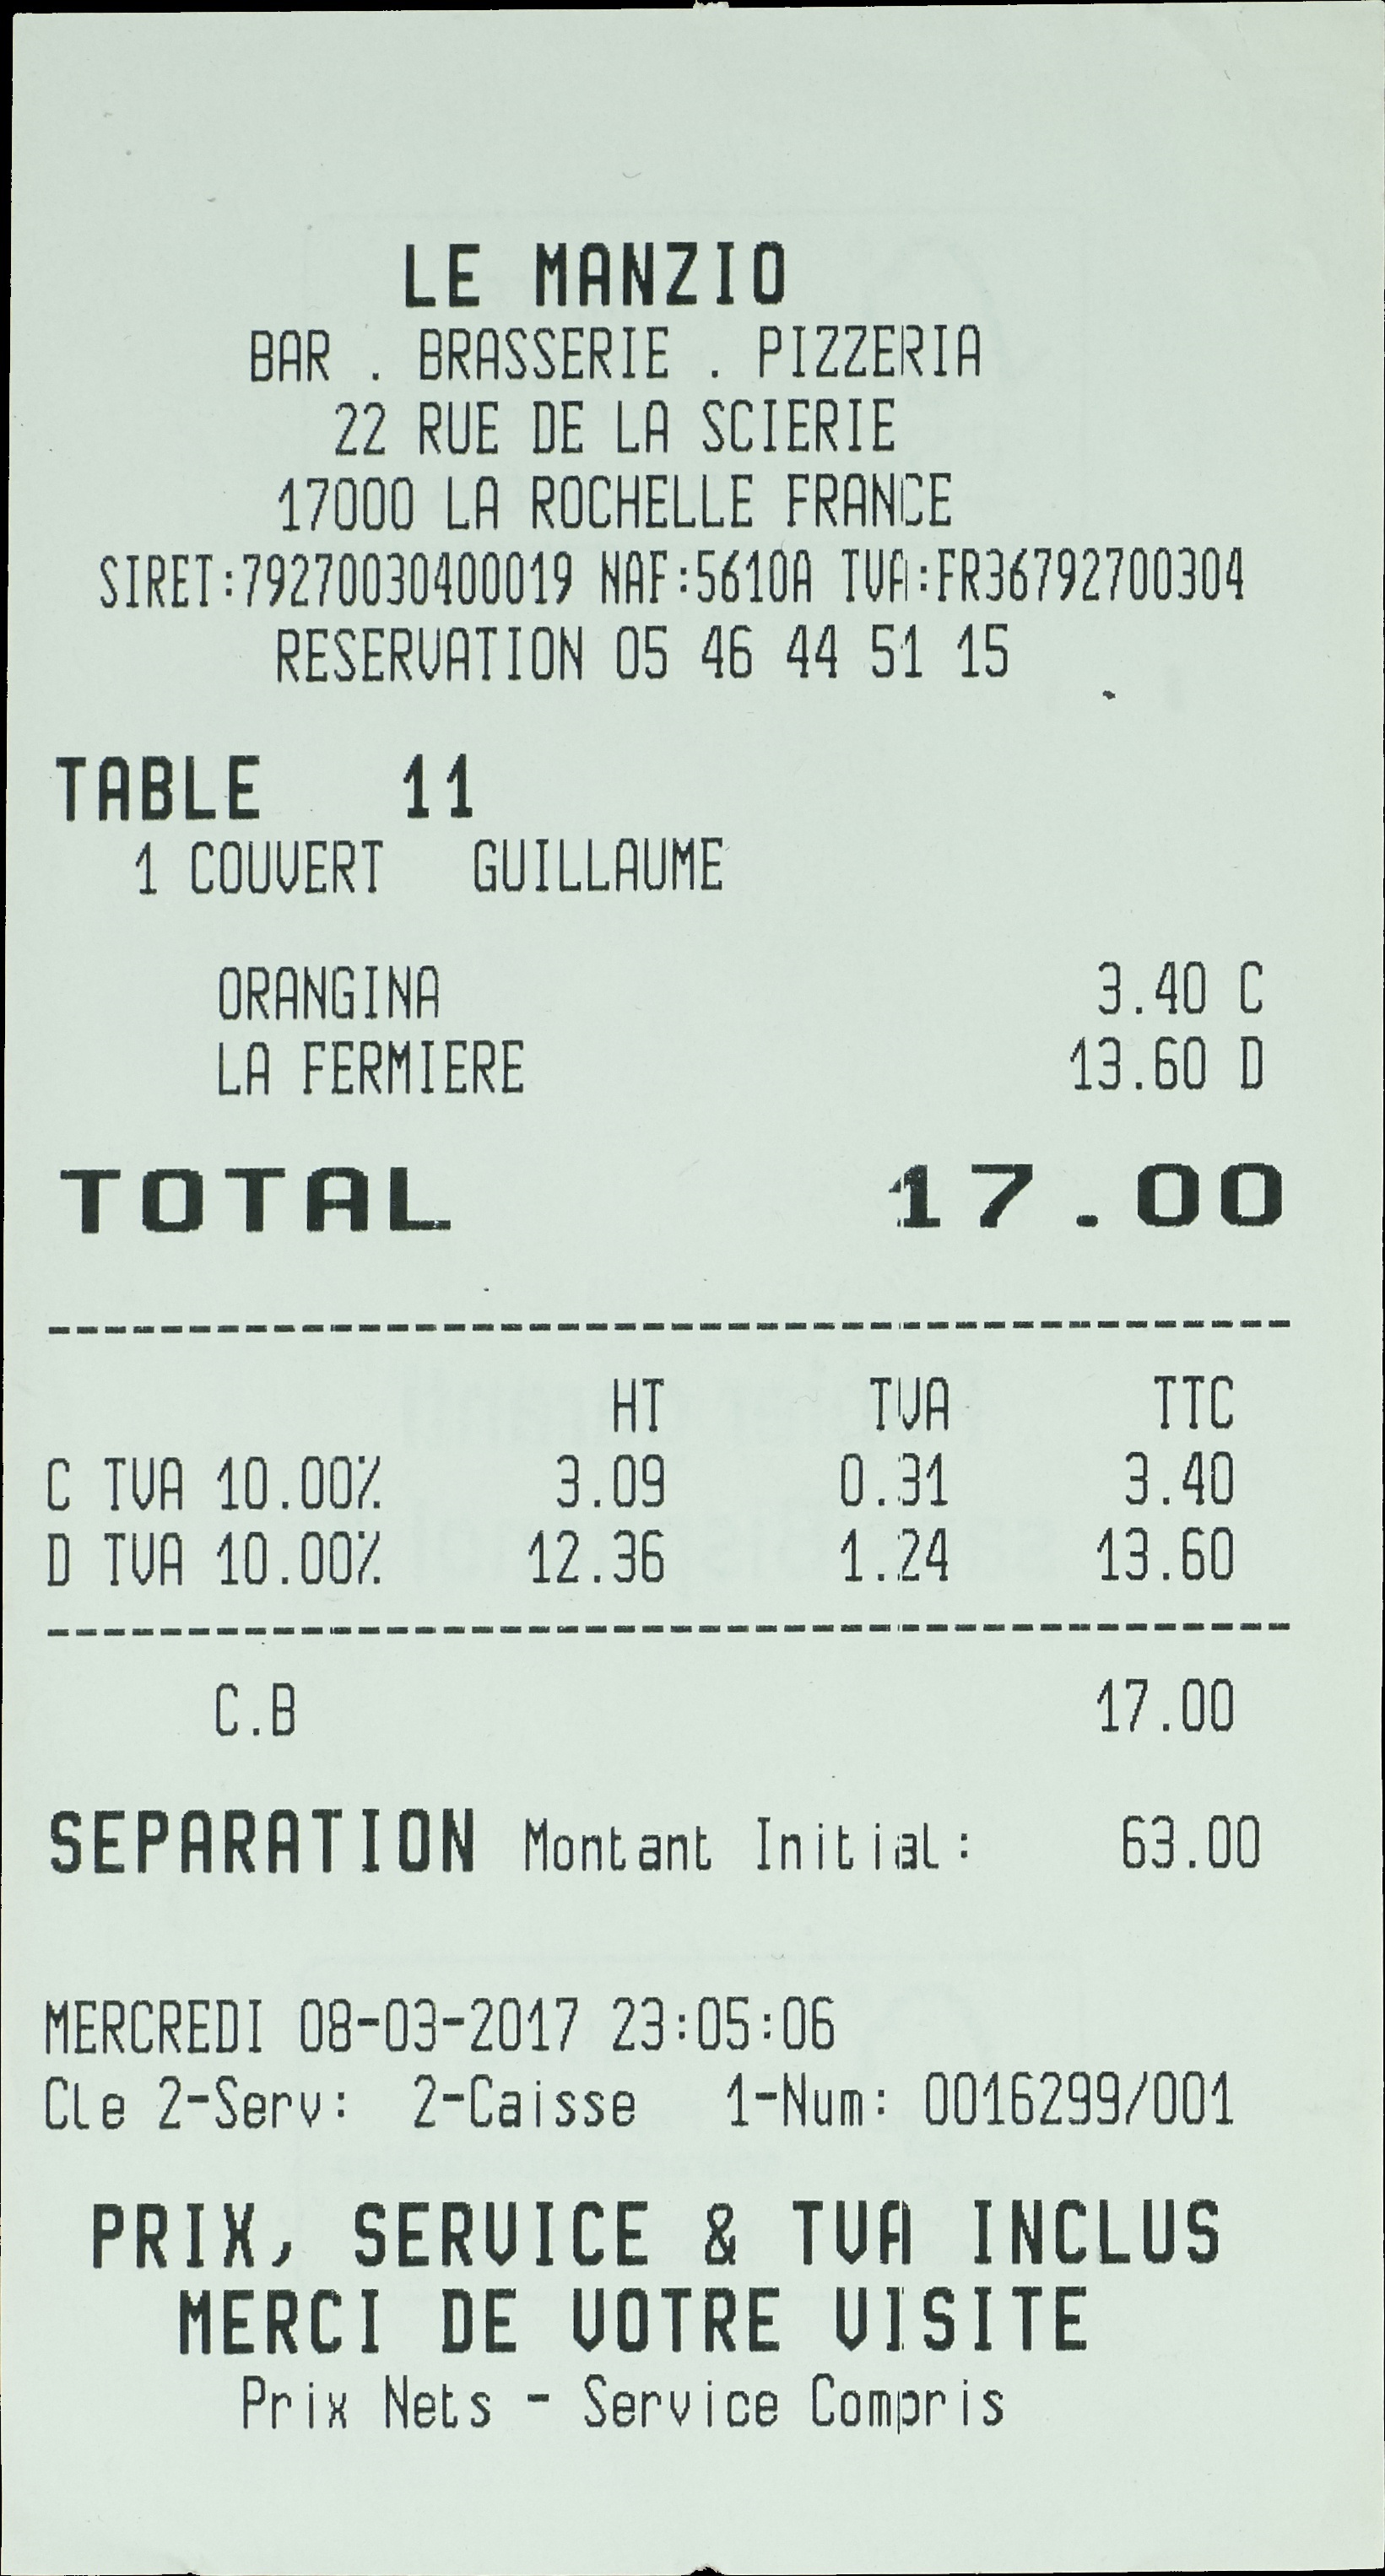 LE MANZIO
BAR . BRASSERIE . PIZZERIA
22 RUE DE LA SCIERIE
17000 LA ROCHELLE FRANCE
SIRET:79270030400019 NAF:5610A TVA:FR36792700304
RESERVATION 05 46 44 51 15
TABLE 11
1 COUVERT GUILLAUME
ORANGINA 3.40 C
LA FERMIERE 13.60 D
TOTAL 17.00
--------------------------------------------
HT TVA TTC
C TVA 10.00% 3.09 0.31 3.40
D TVA 10.00% 12.36 1.24 13.60
--------------------------------------------
C.B 17.00
SEPARATION Montant Initial: 63.00
MERCREDI 08-03-2017 23:05:06
Cle 2-Serv: 2-Caisse 1-Num: 0016299/001
PRIX, SERVICE & TVA INCLUS
MERCI DE VOTRE VISITE
Prix Nets - Service Compris